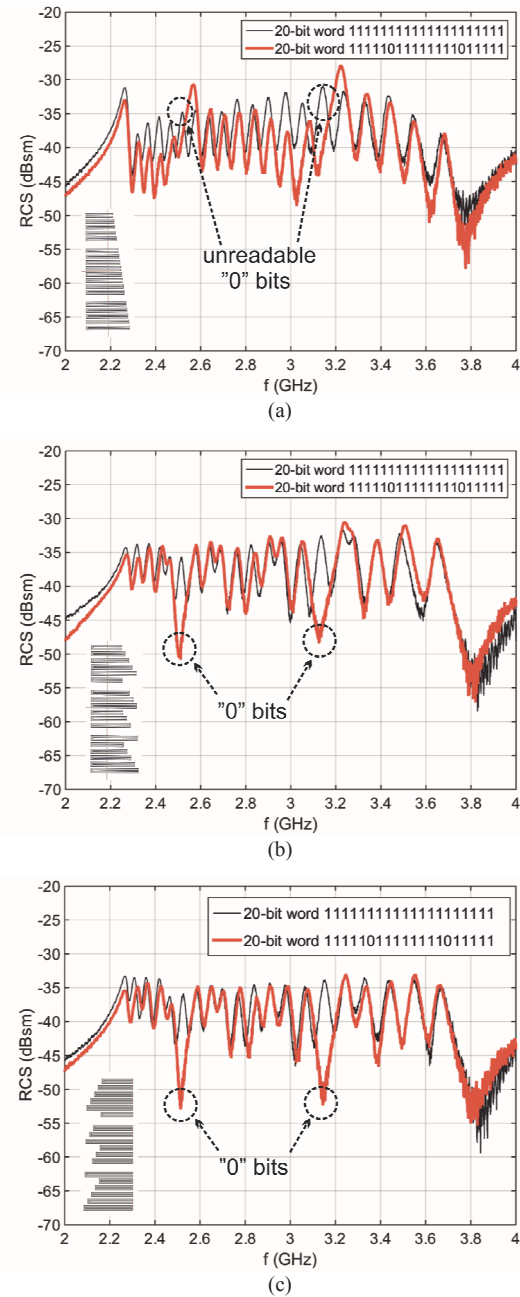 -20
-25
-30
-35
-40
-45
-50
-55
-60
-65
-70
RCS (dBsm)
20-bit word 11111111111111111111
20-bit word 11111011111111011111
unreadable
"0" bits
2 2.2 2.4 2.6 2.8 3 3.2 3.4 3.6 3.8 4
f (GHz)
(a)
-20
-25
-30
-35
-40
-45
-50
-55
-60
-65
-70
RCS (dBsm)
20-bit word 11111111111111111111
20-bit word 11111011111111011111
"0" bits
2 2.2 2.4 2.6 2.8 3 3.2 3.4 3.6 3.8 4
f (GHz)
(b)
-20
-25
-30
-35
-40
-45
-50
-55
-60
-65
-70
RCS (dBsm)
20-bit word 11111111111111111111
20-bit word 11111011111111011111
"0" bits
2 2.2 2.4 2.6 2.8 3 3.2 3.4 3.6 3.8 4
f (GHz)
(c)